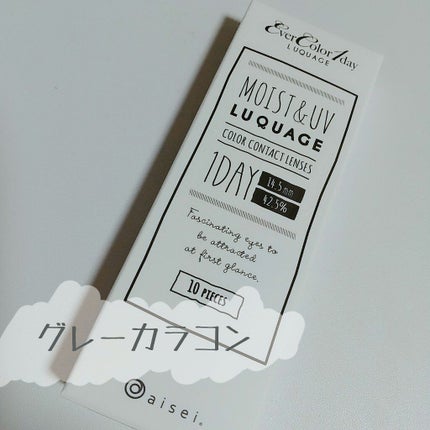 EverColor1day
LUQUAGE
MOIST&UV
LUQUAGE
COLOR CONTACT LENSES
1DAY
14.5mm
42.5%
Fascinating eyes to
be attracted
at first glance.
10 PIECES
グレーカラコン
aisei.